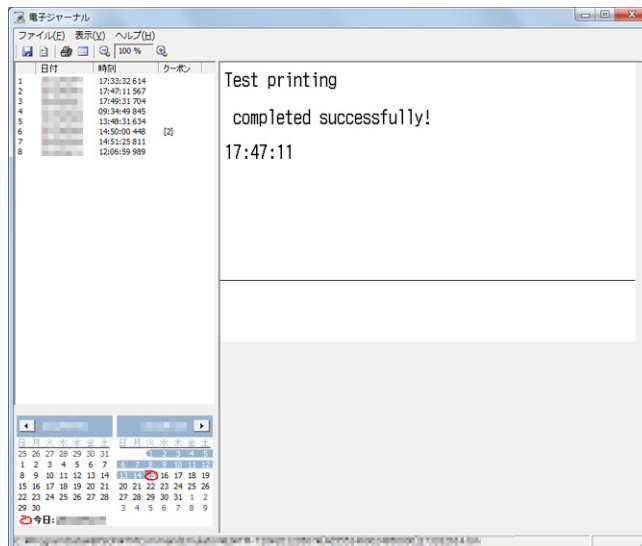 電子ジャーナル
ファイル(F) 表示(V) ヘルプ(H)
100 %
日付 時刻 クーポン
1 17:33:32 614
2 17:47:11 567
3 17:49:31 704
4 09:34:49 845
5 13:48:31 634
6 14:50:00 448 [2]
7 14:51:25 811
8 12:06:59 989
Test printing
completed successfully!
17:47:11
日 月 火 水 木 金 土
25 26 27 28 29 30 31
1 2 3 4 5 6 7
8 9 10 11 12 13 14
15 16 17 18 19 20 21
22 23 24 25 26 27 28
29 30
日 月 火 水 木 金 土
1 2 3 4 5
6 7 8 9 10 11 12
13 14 15 16 17 18 19
20 21 22 23 24 25 26
27 28 29 30 31 1 2
3 4 5 6 7 8 9
今日: